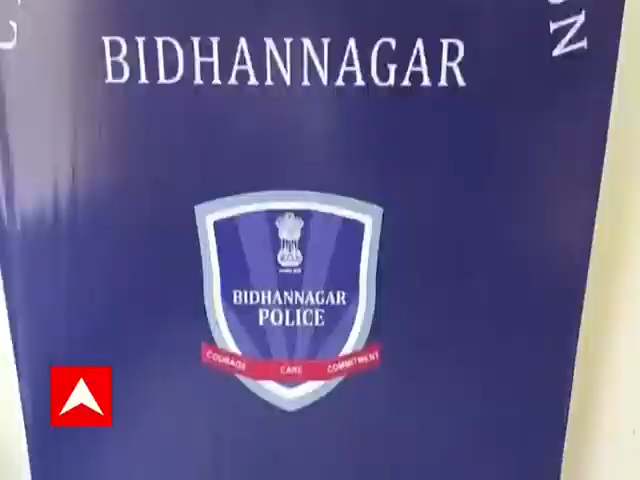 BIDHANNAGAR
BIDHANNAGAR
POLICE
COURAGE CARE COMMITMENT